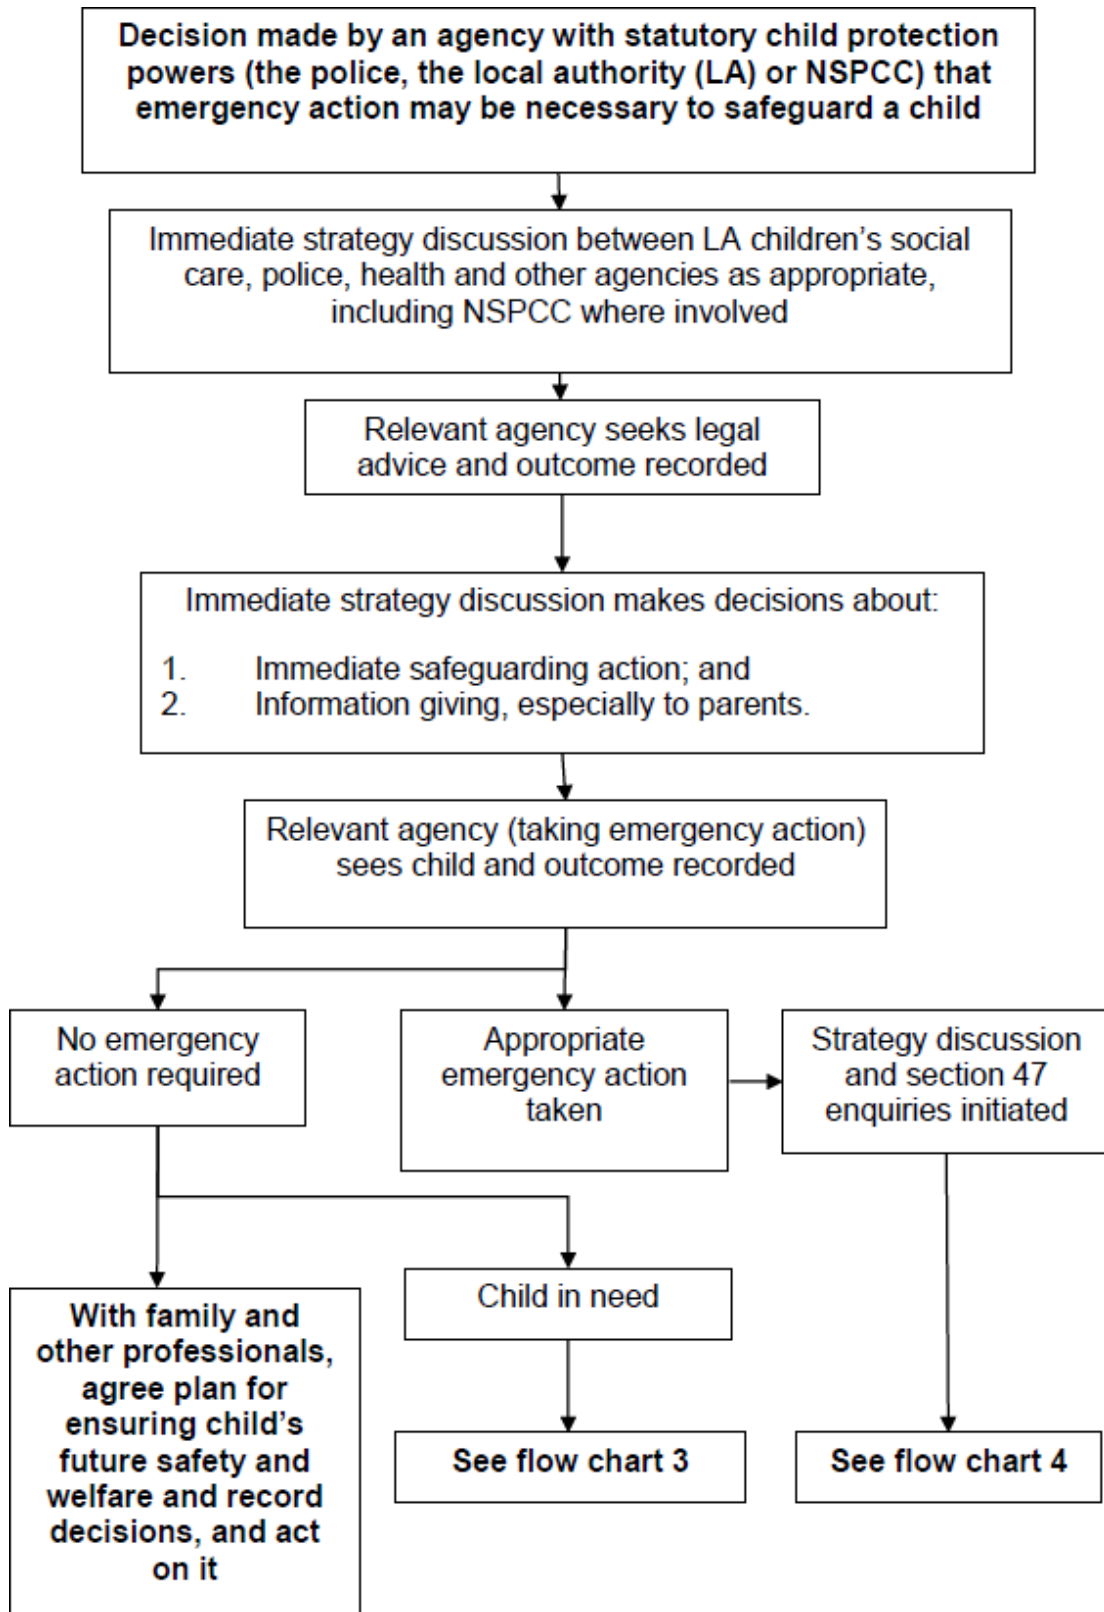 Decision made by an agency with statutory child protection
powers (the police, the local authority (LA) or NSPCC) that
emergency action may be necessary to safeguard a child
Immediate strategy discussion between LA children's social
care, police, health and other agencies as appropriate,
including NSPCC where involved
Relevant agency seeks legal
advice and outcome recorded
Immediate strategy discussion makes decisions about:
1. Immediate safeguarding action; and
2. Information giving, especially to parents.
Relevant agency (taking emergency action)
sees child and outcome recorded
No emergency
action required
Appropriate
emergency action
taken
Strategy discussion
and section 47
enquiries initiated
With family and
other professionals,
agree plan for
ensuring child's
future safety and
welfare and record
decisions, and act
on it
Child in need
See flow chart 3
See flow chart 4